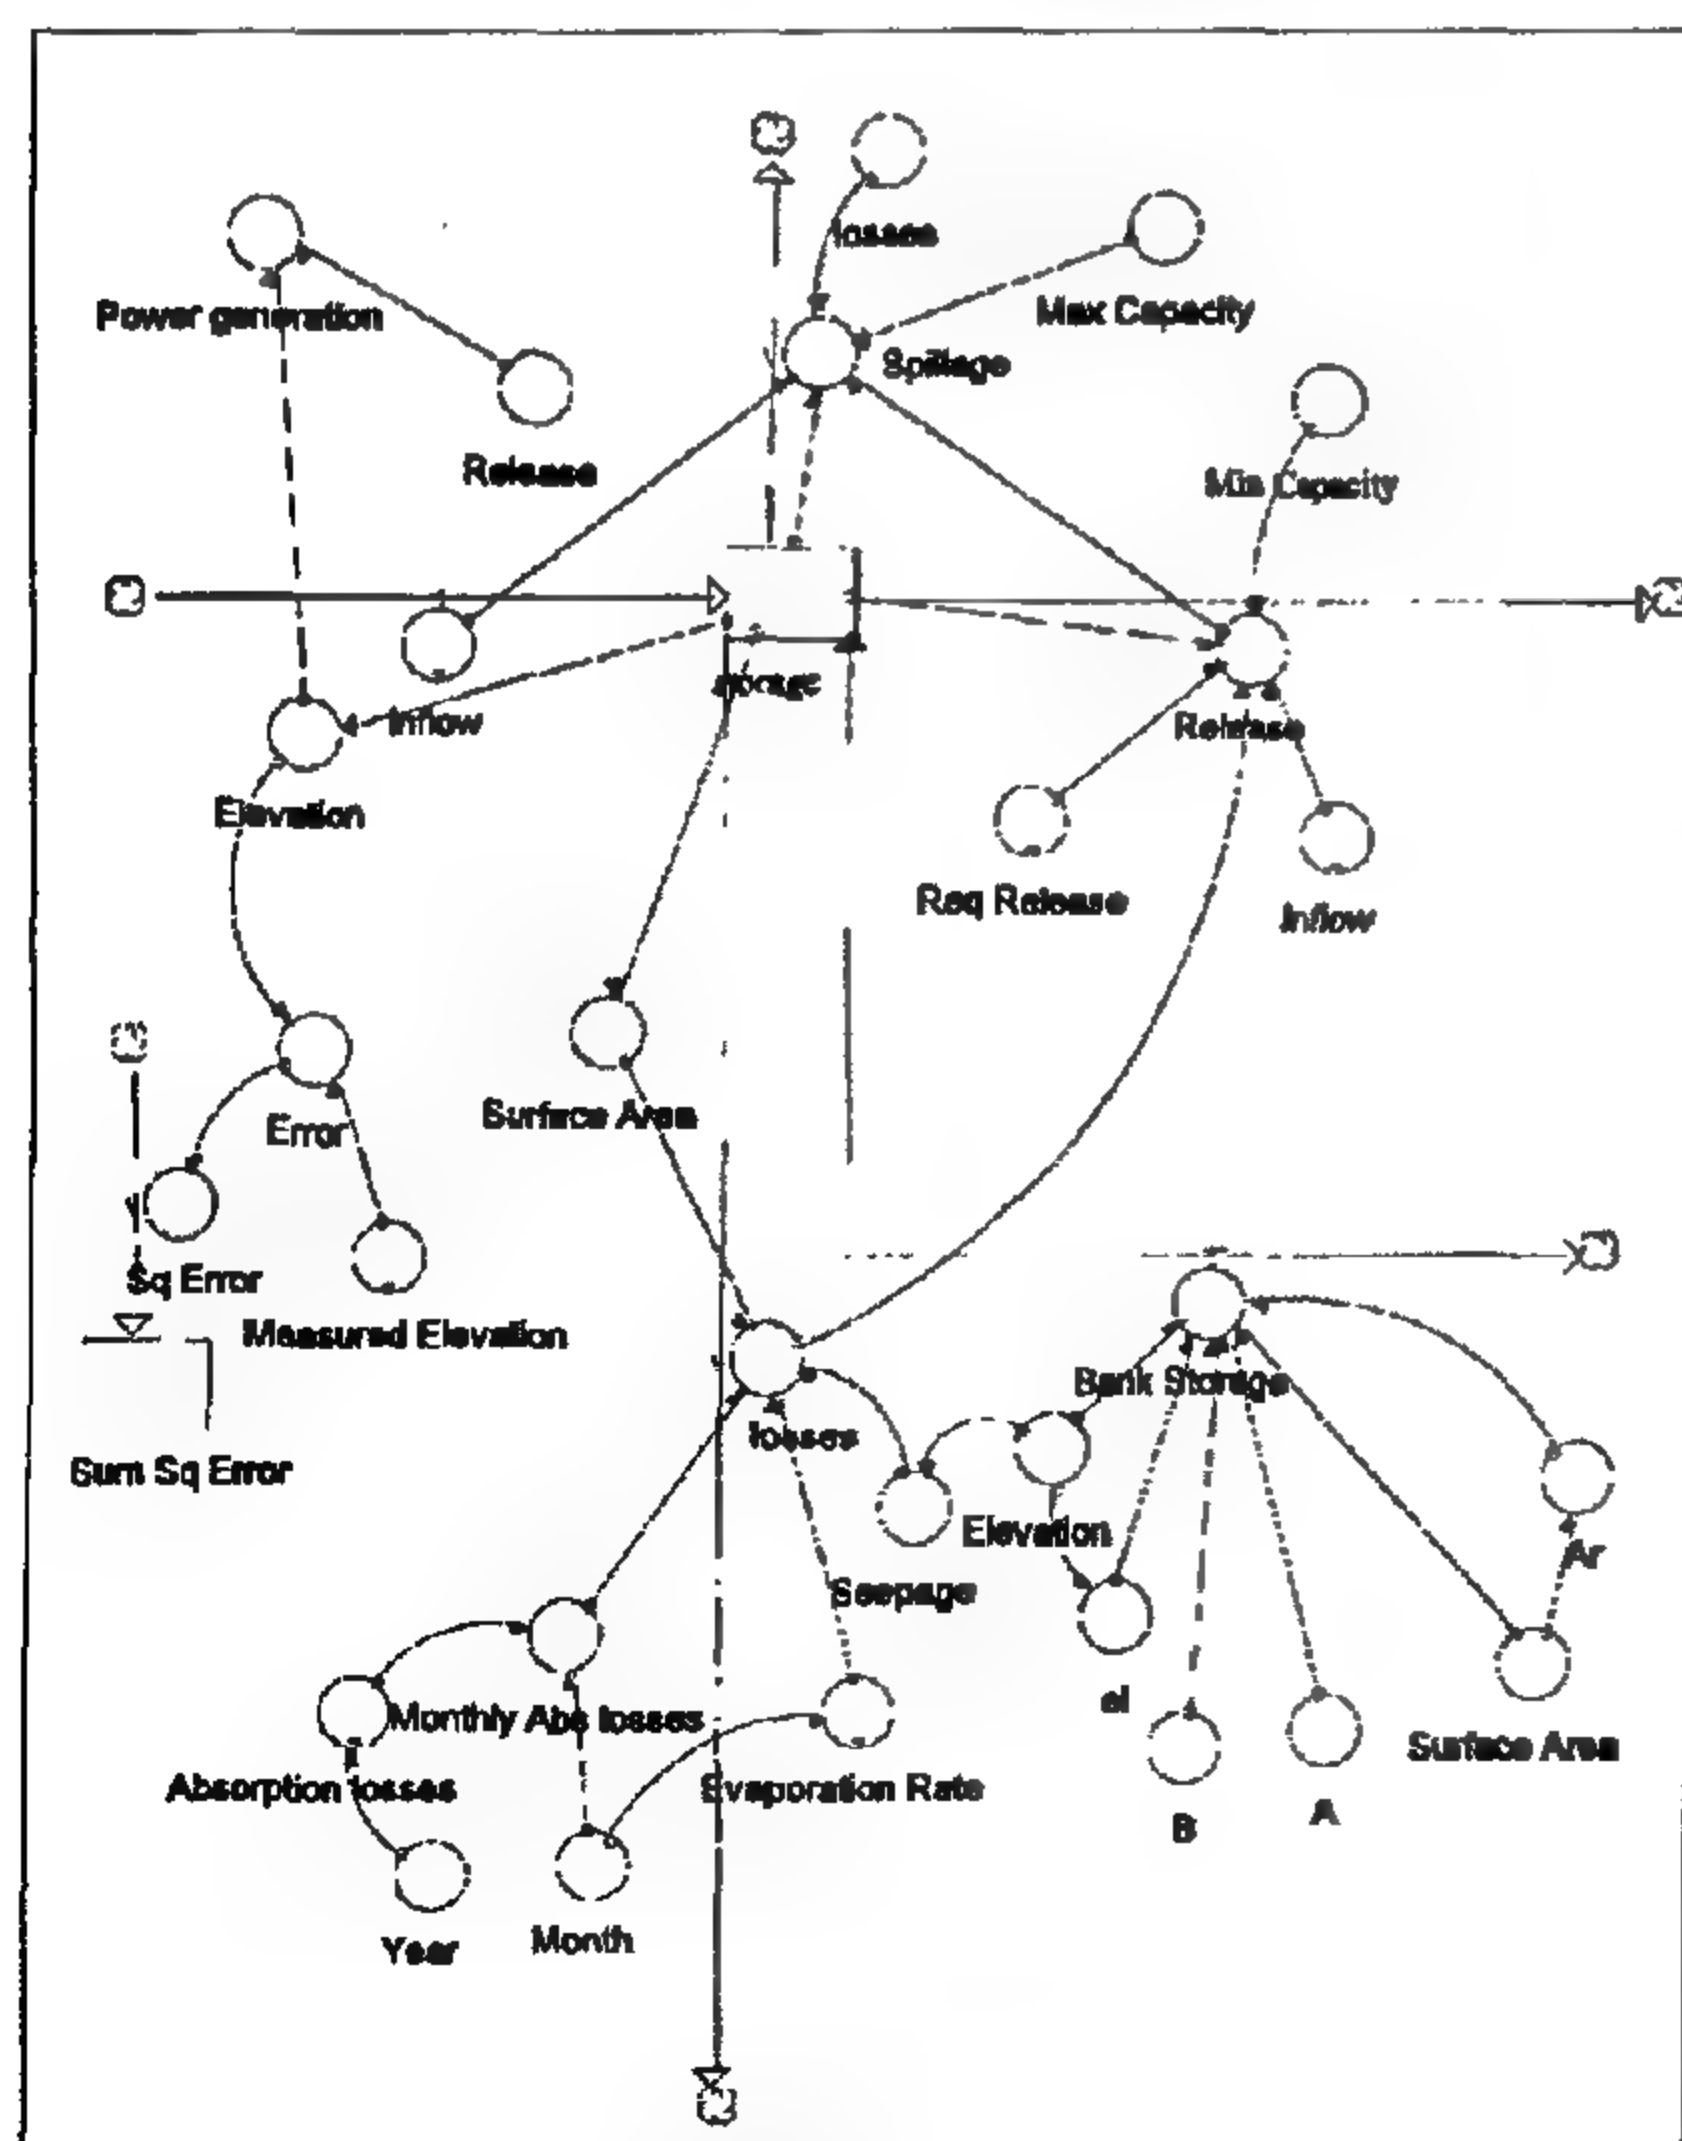 losses
Max Capacity
Power generation
Spillage
Release
Min Capacity
storage
Inflow
Release
Elevation
Req Release
Inflow
Error
Surface Area
Sq Error
Measured Elevation
Bank Storage
losses
Sum Sq Error
Elevation
Ar
Seepage
el
Monthly Abs losses
Surface Area
Absorption losses
Evaporation Rate
B
A
Year
Month